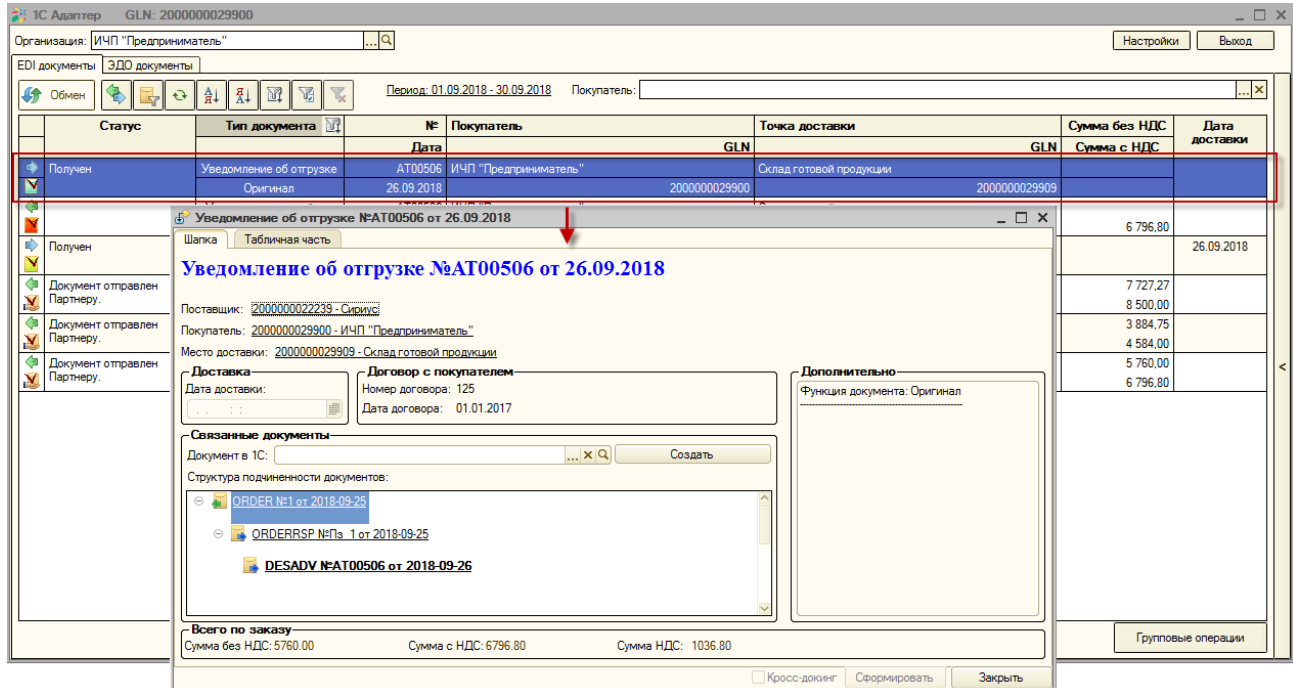 1С Адаптер GLN: 2000000029900
Организация: ИЧП "Предприниматель" ... Настройки Выход
EDI документы ЭДО документы
Обмен Период: 01.09.2018 - 30.09.2018 Покупатель: ...
Статус Тип документа № Покупатель Точка доставки Сумма без НДС Дата доставки
Дата GLN GLN Сумма с НДС
Получен Уведомление об отгрузке АТ00506 ИЧП "Предприниматель" Склад готовой продукции
Оригинал 26.09.2018 2000000029900 2000000029909
6 796,80
Получен 26.09.2018
Документ отправлен 7 727,27
Партнеру. 8 500,00
Документ отправлен 3 884,75
Партнеру. 4 584,00
Документ отправлен 5 760,00
Партнеру. 6 796,80
<
Уведомление об отгрузке №АТ00506 от 26.09.2018
Шапка Табличная часть
Уведомление об отгрузке №АТ00506 от 26.09.2018
Поставщик: 2000000022239 - Сириус
Покупатель: 2000000029900 - ИЧП "Предприниматель"
Место доставки: 2000000029909 - Склад готовой продукции
Доставка Договор с покупателем Дополнительно
Дата доставки: Номер договора: 125 Функция документа: Оригинал
. . : : Дата договора: 01.01.2017 ----------------------------------------
Связанные документы
Документ в 1С: ... Создать
Структура подчиненности документов:
ORDER №1 от 2018-09-25
ORDERRSP №Пз_1 от 2018-09-25
DESADV №АТ00506 от 2018-09-26
Всего по заказу
Сумма без НДС: 5760.00 Сумма с НДС: 6796.80 Сумма НДС: 1036.80
Групповые операции
Кросс-докинг Сформировать Закрыть